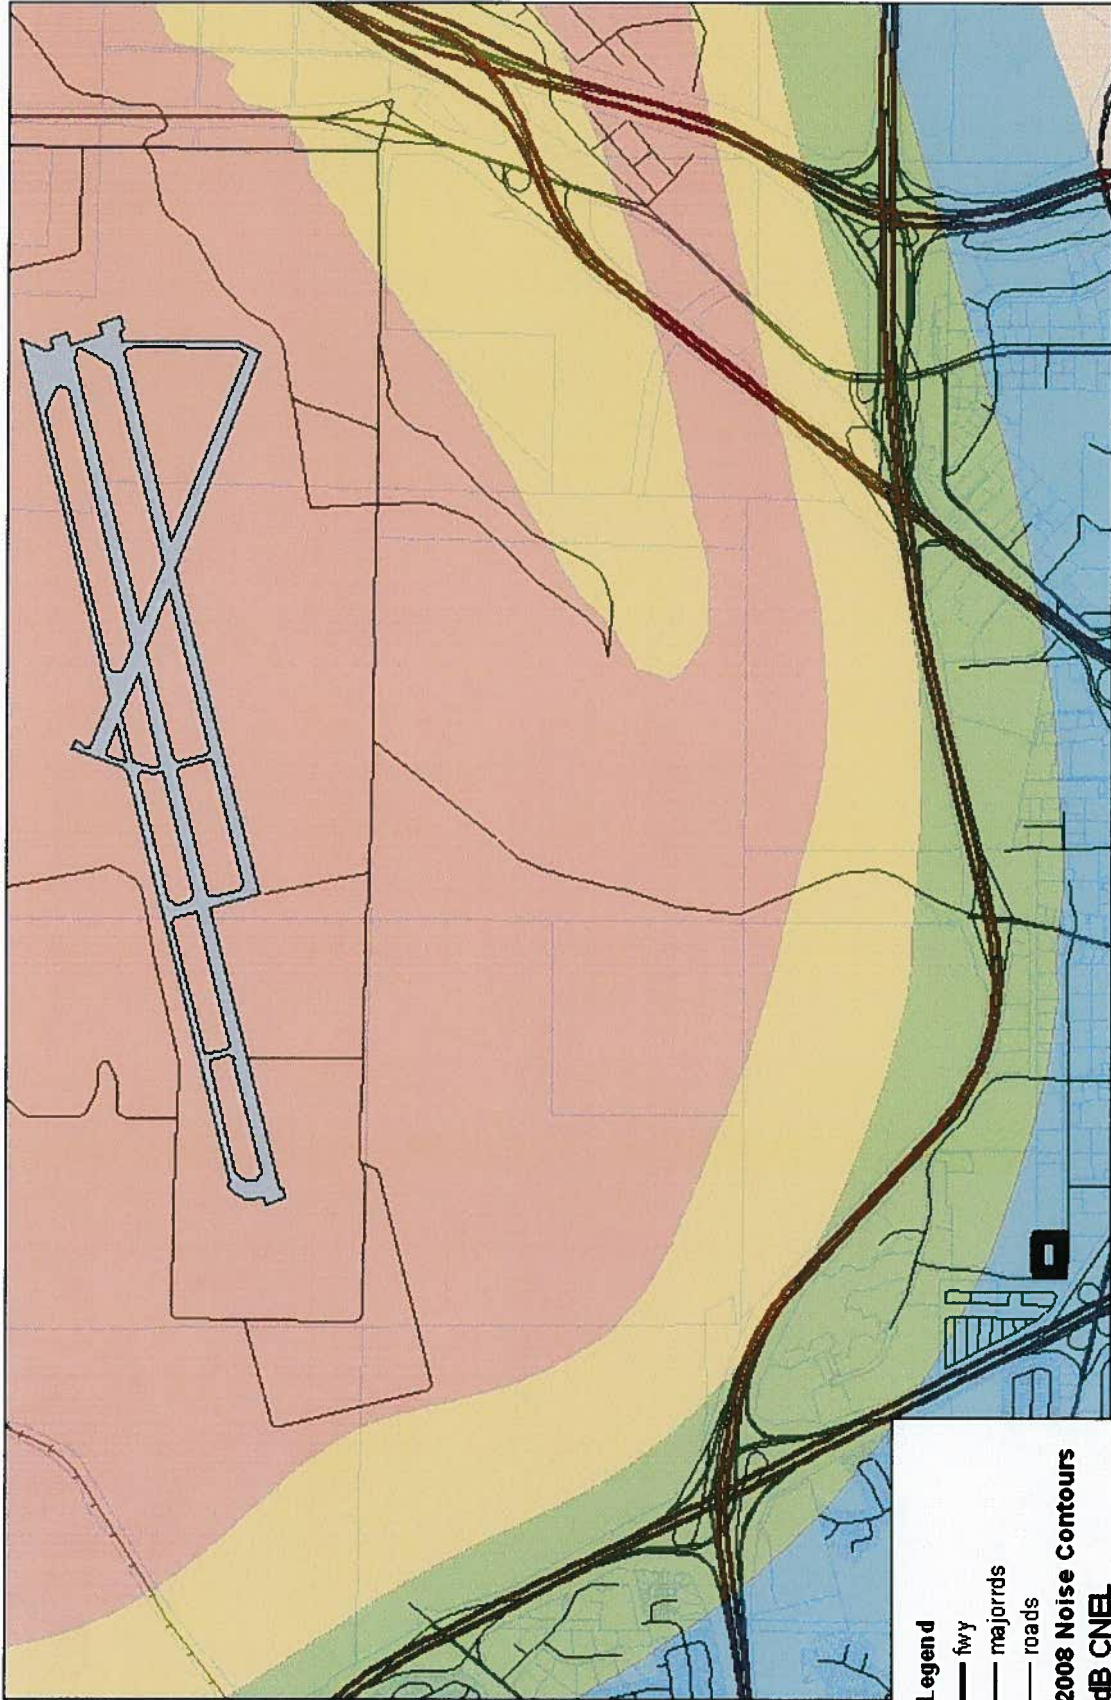 Legend
fwy
majorrds
roads
2008 Noise Contours
dB CNEL